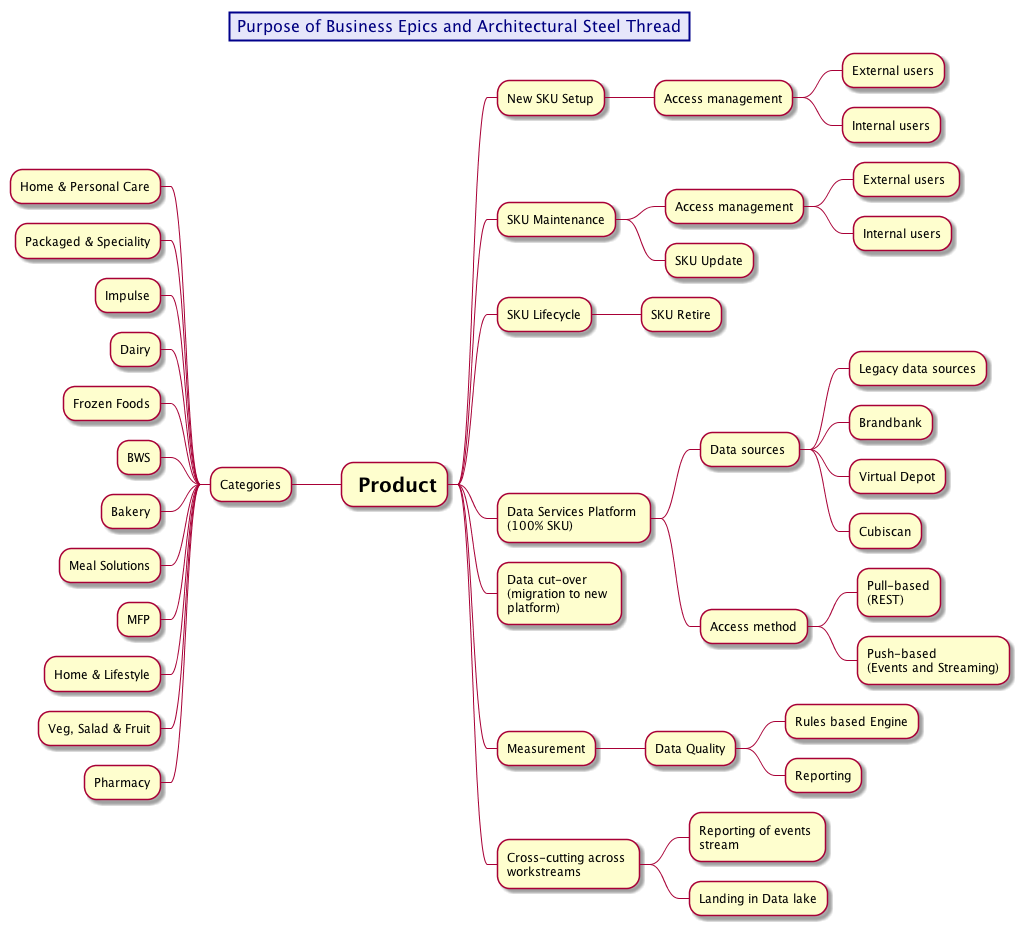 Purpose of Business Epics and Architectural Steel Thread
Product
New SKU Setup
Access management
External users
Internal users
SKU Maintenance
Access management
External users
Internal users
SKU Update
SKU Lifecycle
SKU Retire
Data Services Platform
(100% SKU)
Data sources
Legacy data sources
Brandbank
Virtual Depot
Cubiscan
Access method
Pull-based
(REST)
Push-based
(Events and Streaming)
Data cut-over
(migration to new
platform)
Measurement
Data Quality
Rules based Engine
Reporting
Cross-cutting across
workstreams
Reporting of events
stream
Landing in Data lake
Categories
Home & Personal Care
Packaged & Speciality
Impulse
Dairy
Frozen Foods
BWS
Bakery
Meal Solutions
MFP
Home & Lifestyle
Veg, Salad & Fruit
Pharmacy